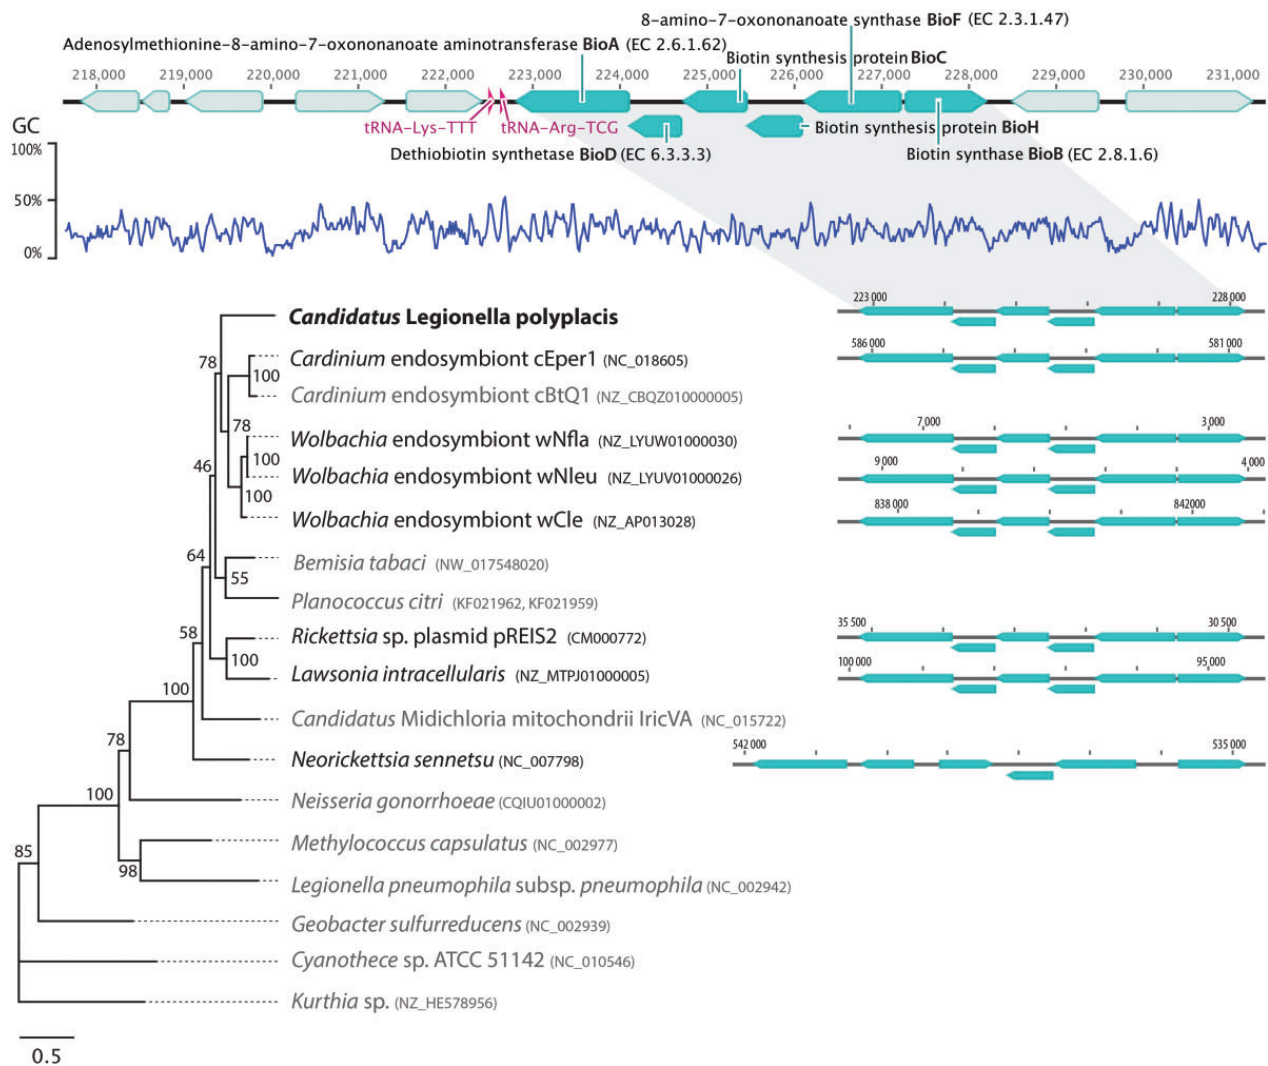 8-amino-7-oxononanoate synthase BioF (EC 2.3.1.47)
Adenosylmethionine-8-amino-7-oxononanoate aminotransferase BioA (EC 2.6.1.62)
Biotin synthesis protein BioC
218,000 219,000 220,000 221,000 222,000 223,000 224,000 225,000 226,000 227,000 228,000 229,000 230,000 231,000
GC
tRNA-Lys-TTT tRNA-Arg-TCG
Biotin synthesis protein BioH
100%
Dethiobiotin synthetase BioD (EC 6.3.3.3)
Biotin synthase BioB (EC 2.8.1.6)
50%
0%
223 000 228 000
Candidatus Legionella polyplacis
586 000 581 000
78
Cardinium endosymbiont cEper1 (NC_018605)
100
Cardinium endosymbiont cBtQ1 (NZ_CBQZ010000005)
7,000 3,000
78
Wolbachia endosymbiont wNfla (NZ_LYUW01000030)
100
9 000 4 000
46
Wolbachia endosymbiont wNleu (NZ_LYUV01000026)
100
838 000 842000
Wolbachia endosymbiont wCle (NZ_AP013028)
64
Bemisia tabaci (NW_017548020)
55
Planococcus citri (KF021962, KF021959)
35 500 30 500
58
Rickettsia sp. plasmid pREIS2 (CM000772)
100
100 000 95 000
Lawsonia intracellularis (NZ_MTPJ01000005)
100
Candidatus Midichloria mitochondrii IricVA (NC_015722)
78
542 000 535 000
Neorickettsia sennetsu (NC_007798)
100
Neisseria gonorrhoeae (CQIU01000002)
Methylococcus capsulatus (NC_002977)
85
98
Legionella pneumophila subsp. pneumophila (NC_002942)
Geobacter sulfurreducens (NC_002939)
Cyanothece sp. ATCC 51142 (NC_010546)
Kurthia sp. (NZ_HE578956)
0.5